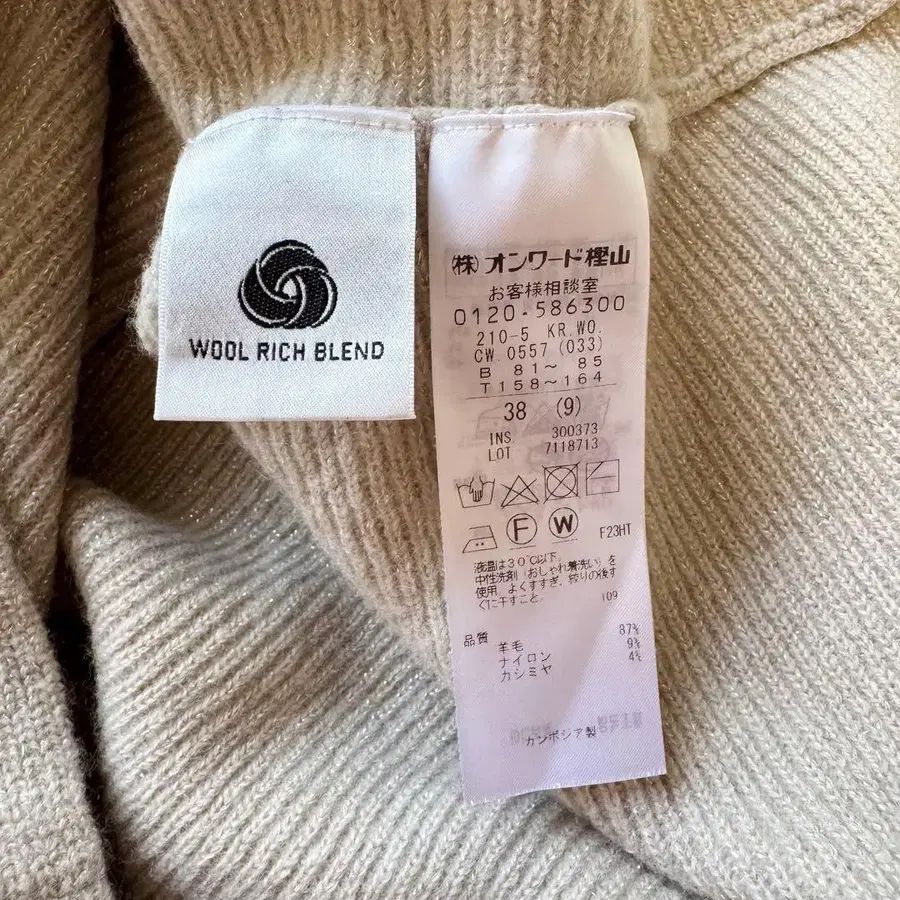 WOOL RICH BLEND
(株)オンワード樫山
お客様相談室
0120-586300
210-5 KR.WO.
CW.0557 (033)
B 81～ 85
T 158～164
38 (9)
INS. 300373
LOT 7118713
F W F23HT
液温は30℃以下。
中性洗剤（おしゃれ着洗い）を
使用。よくすすぎ、絞りの後す
ぐに干すこと。 109
品質
羊毛 87%
ナイロン 9%
カシミヤ 4%
カンボジア製